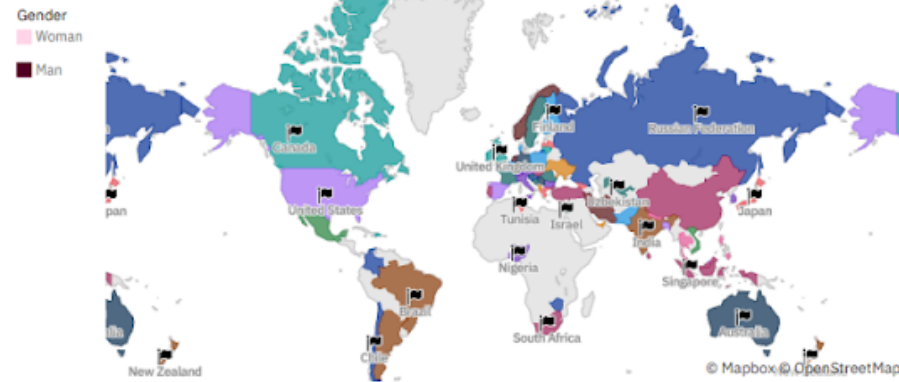 Gender
Woman
Man
Canada
United States
Brazil
Chile
New Zealand
United Kingdom
Finland
Russian Federation
Uzbekistan
Tunisia
Israel
Nigeria
India
Singapore
South Africa
pan
Japan
Australia
© Mapbox © OpenStreetMap